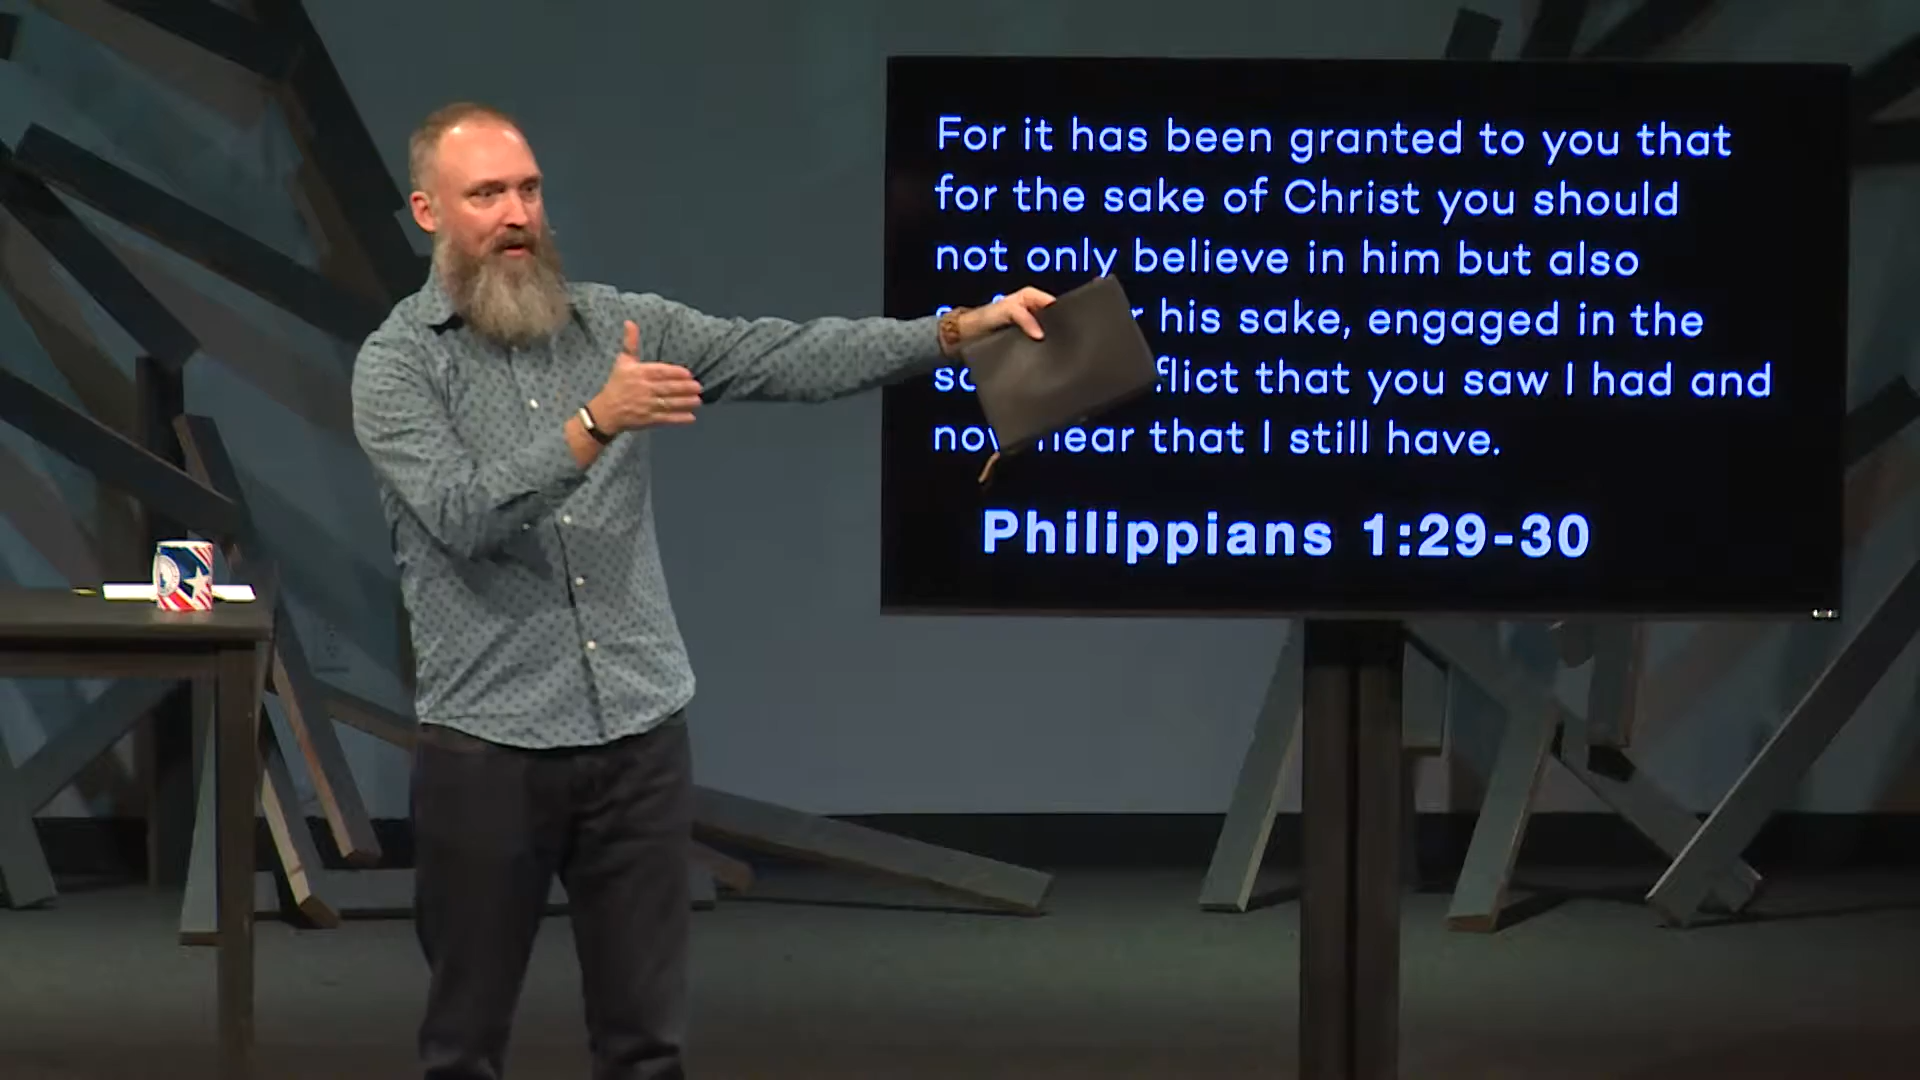 For it has been granted to you that
for the sake of Christ you should
not only believe in him but also
his sake, engaged in the
that you saw I had and
that I still have.
Philippians 1:29-30